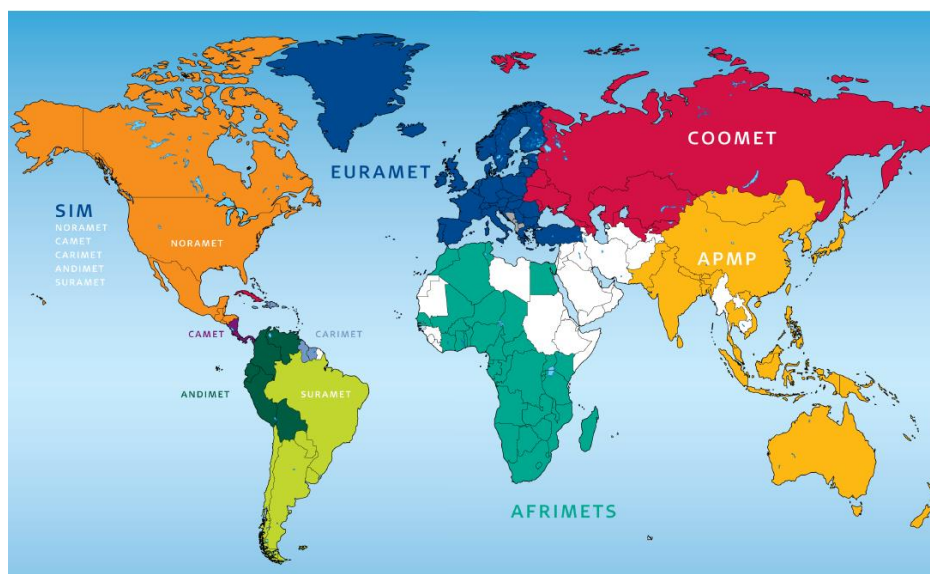 COOMET
EURAMET
SIM
NORAMET
CAMET
CARIMET
ANDIMET
SURAMET
NORAMET
APMP
CAMET
CARIMET
ANDIMET
SURAMET
AFRIMETS